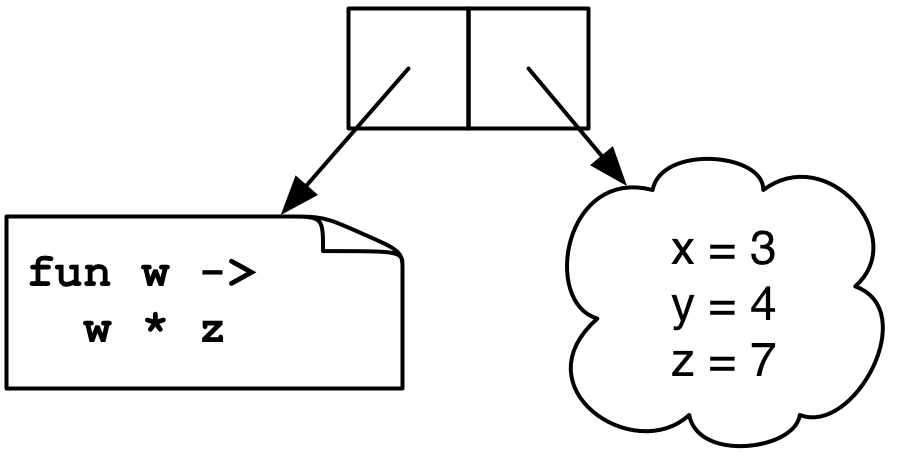 fun w ->
w * z
x = 3
y = 4
z = 7